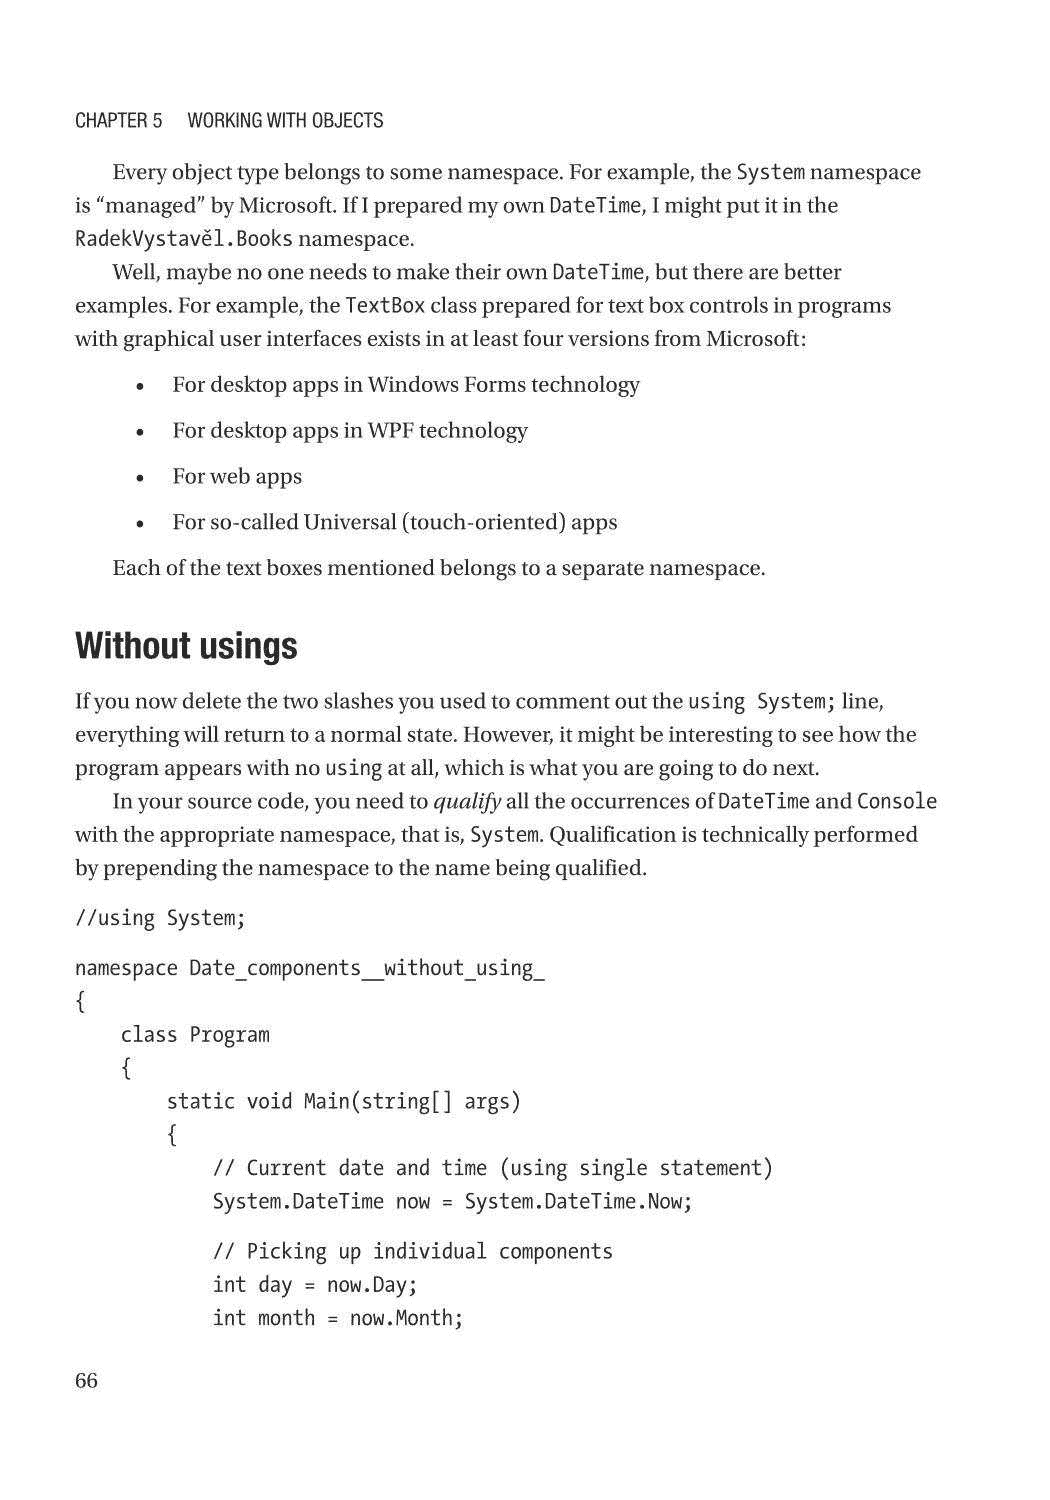 CHAPTER 5 WORKING WITH OBJECTS
Every object type belongs to some namespace. For example, the System namespace
is “managed” by Microsoft. If I prepared my own DateTime, I might put it in the
RadekVystavěl.Books namespace.
Well, maybe no one needs to make their own DateTime, but there are better
examples. For example, the TextBox class prepared for text box controls in programs
with graphical user interfaces exists in at least four versions from Microsoft:
• For desktop apps in Windows Forms technology
• For desktop apps in WPF technology
• For web apps
• For so-called Universal (touch-oriented) apps
Each of the text boxes mentioned belongs to a separate namespace.
Without usings
If you now delete the two slashes you used to comment out the using System; line,
everything will return to a normal state. However, it might be interesting to see how the
program appears with no using at all, which is what you are going to do next.
In your source code, you need to qualify all the occurrences of DateTime and Console
with the appropriate namespace, that is, System. Qualification is technically performed
by prepending the namespace to the name being qualified.
//using System;
namespace Date_components__without_using_
{
    class Program
    {
        static void Main(string[] args)
        {
            // Current date and time (using single statement)
            System.DateTime now = System.DateTime.Now;
            // Picking up individual components
            int day = now.Day;
            int month = now.Month;
66